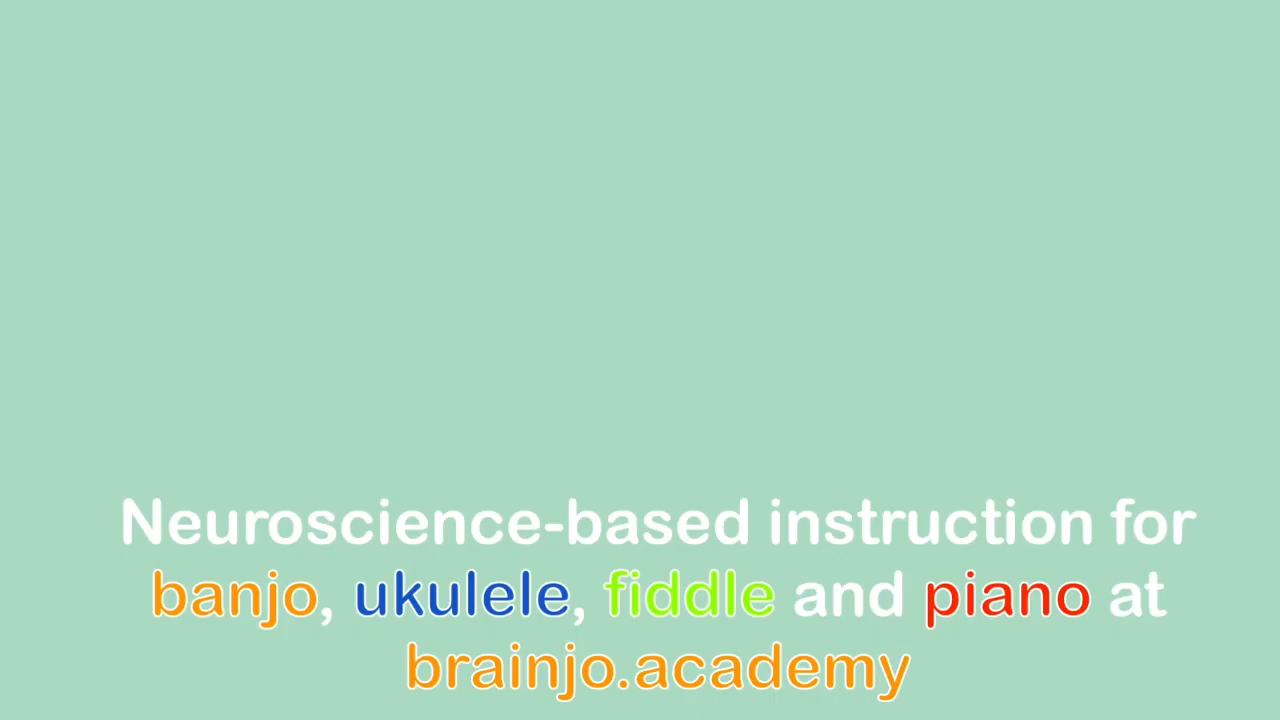 Neuroscience-based instruction for
banjo, ukulele, fiddle and piano at
brainjo.academy